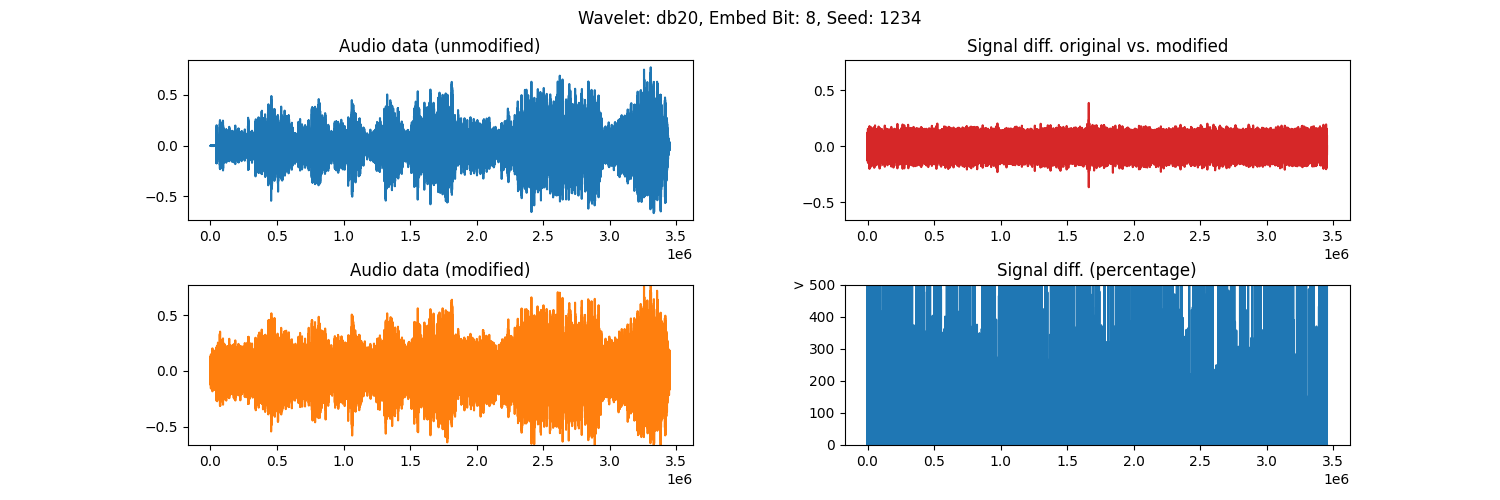 Wavelet: db20, Embed Bit: 8, Seed: 1234
Audio data (unmodified)
0.5
0.0
−0.5
0.0 0.5 1.0 1.5 2.0 2.5 3.0 3.5
1e6
Signal diff. original vs. modified
0.5
0.0
−0.5
0.0 0.5 1.0 1.5 2.0 2.5 3.0 3.5
1e6
Audio data (modified)
0.5
0.0
−0.5
0.0 0.5 1.0 1.5 2.0 2.5 3.0 3.5
1e6
Signal diff. (percentage)
> 500
400
300
200
100
0
0.0 0.5 1.0 1.5 2.0 2.5 3.0 3.5
1e6